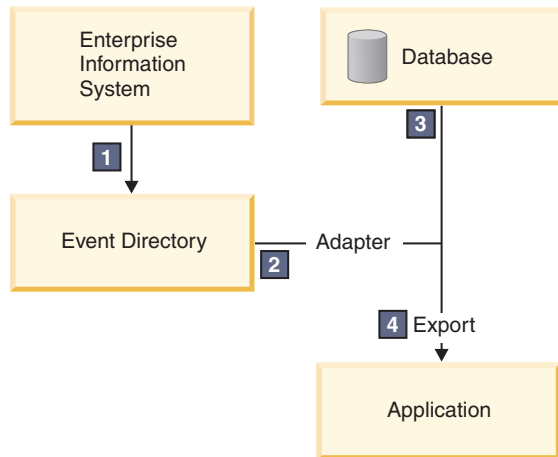 Enterprise
Information
System
Database
1
3
Event Directory
Adapter
2
4 Export
Application